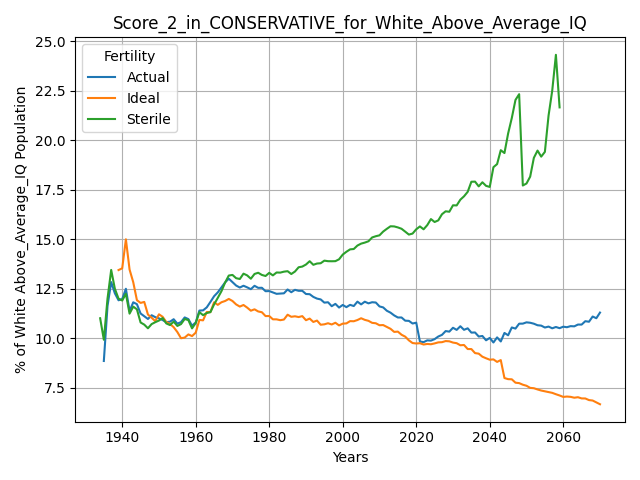 Score_2_in_CONSERVATIVE_for_White_Above_Average_IQ
% of White Above_Average_IQ Population
25.0
22.5
20.0
17.5
15.0
12.5
10.0
7.5
Fertility
Actual
Ideal
Sterile
1940
1960
1980
2000
2020
2040
2060
Years